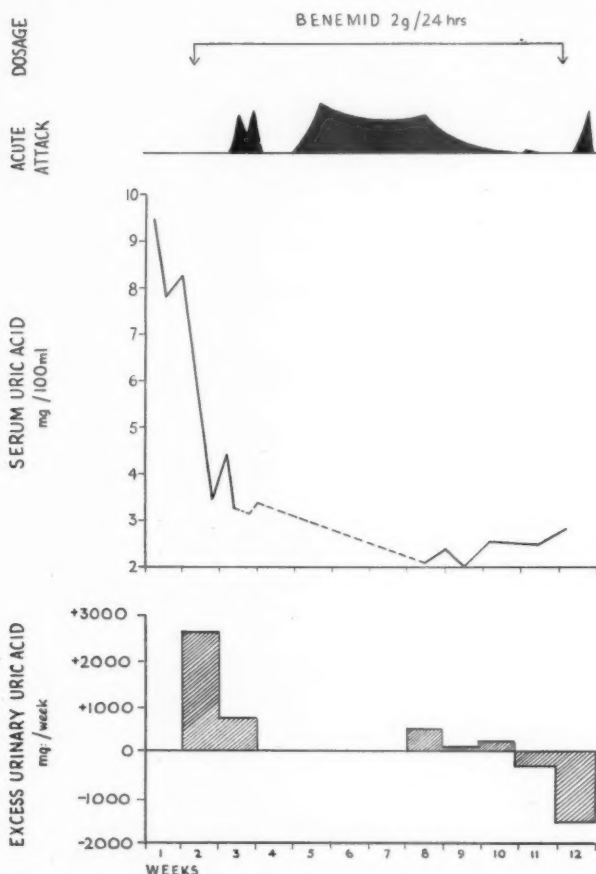 BENEMID 2g/24 hrs
DOSAGE
ACUTE
ATTACK
10
9
8
7
6
5
4
3
2
SERUM URIC ACID
mg/100ml
+3000
+2000
+1000
0
-1000
-2000
EXCESS URINARY URIC ACID
mg:/week
1 2 3 4 5 6 7 8 9 10 11 12
WEEKS